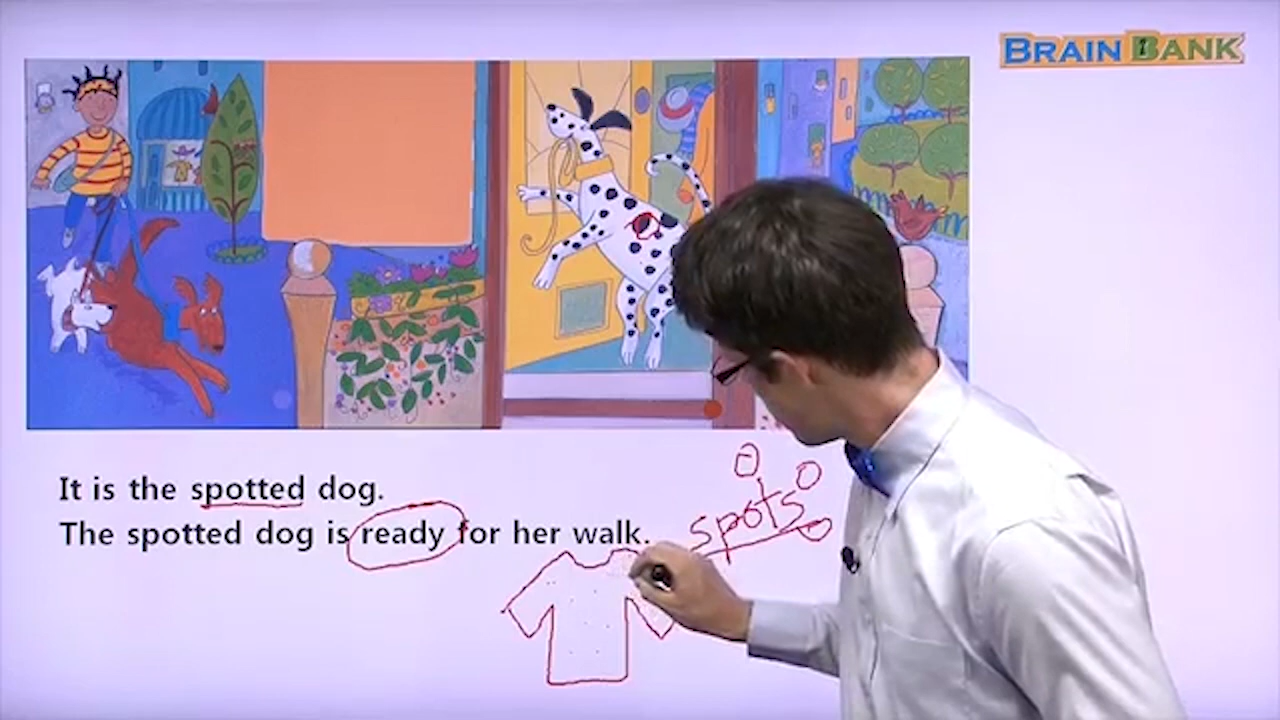 BRAIN BANK
It is the spotted dog.
The spotted dog is ready for her walk.
spots